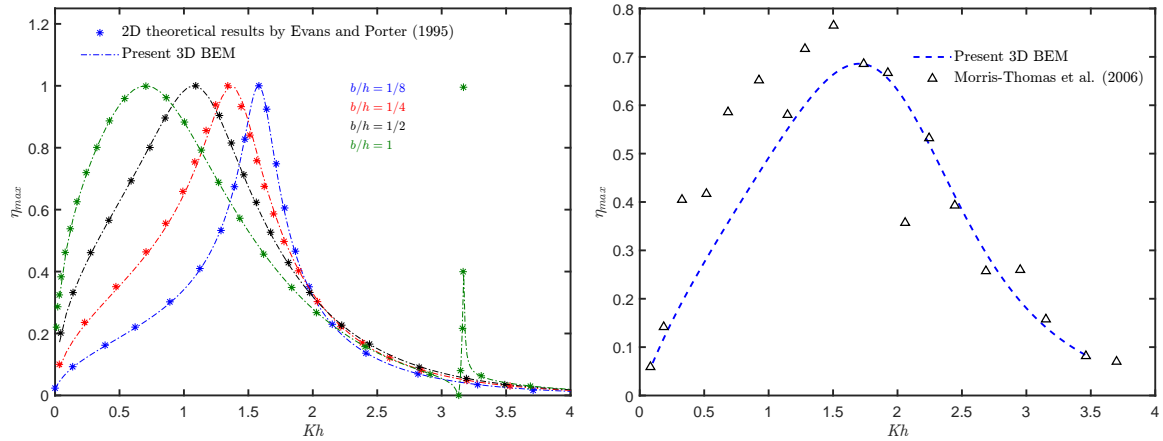 2D theoretical results by Evans and Porter (1995)
Present 3D BEM
b/h = 1/8
b/h = 1/4
b/h = 1/2
b/h = 1
1.2
1
0.8
0.6
0.4
0.2
0
η_max
0 0.5 1 1.5 2 2.5 3 3.5 4
Kh
Present 3D BEM
Morris-Thomas et al. (2006)
0.8
0.7
0.6
0.5
0.4
0.3
0.2
0.1
0
η_max
0 0.5 1 1.5 2 2.5 3 3.5 4
Kh